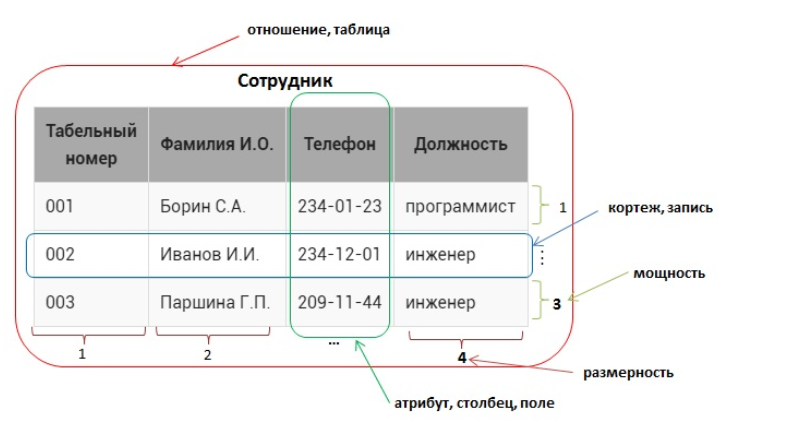 отношение, таблица
Сотрудник
Табельный номер Фамилия И.О. Телефон Должность
001 Борин С.А. 234-01-23 программист 1
кортеж, запись
002 Иванов И.И. 234-12-01 инженер ⋮
мощность
003 Паршина Г.П. 209-11-44 инженер 3
1 2 ... 4
размерность
атрибут, столбец, поле